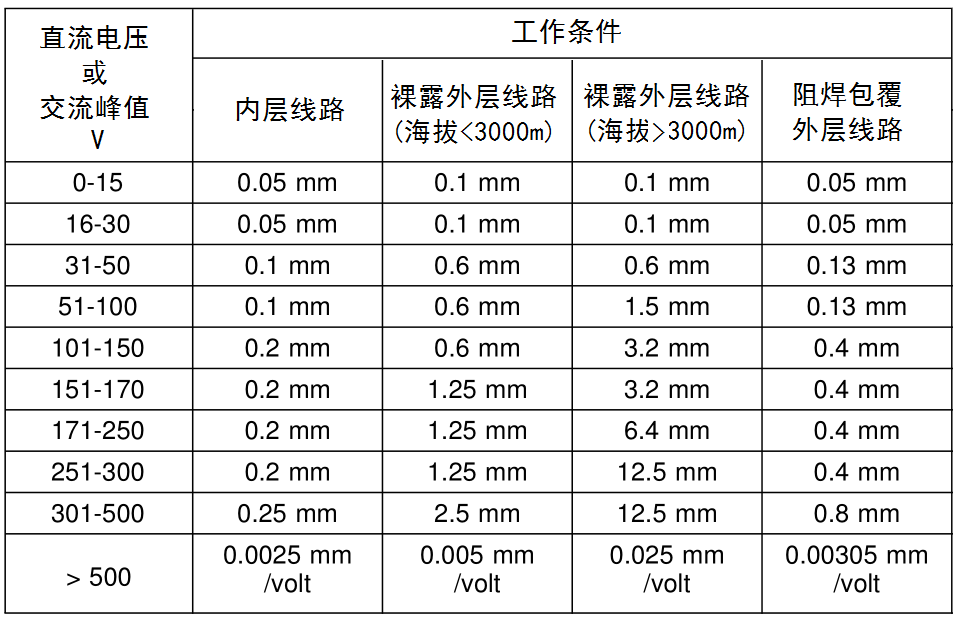 直流电压
或
交流峰值
V
工作条件
内层线路
裸露外层线路
(海拔<3000m)
裸露外层线路
(海拔>3000m)
阻焊包覆
外层线路
0-15 0.05 mm 0.1 mm 0.1 mm 0.05 mm
16-30 0.05 mm 0.1 mm 0.1 mm 0.05 mm
31-50 0.1 mm 0.6 mm 0.6 mm 0.13 mm
51-100 0.1 mm 0.6 mm 1.5 mm 0.13 mm
101-150 0.2 mm 0.6 mm 3.2 mm 0.4 mm
151-170 0.2 mm 1.25 mm 3.2 mm 0.4 mm
171-250 0.2 mm 1.25 mm 6.4 mm 0.4 mm
251-300 0.2 mm 1.25 mm 12.5 mm 0.4 mm
301-500 0.25 mm 2.5 mm 12.5 mm 0.8 mm
> 500 0.0025 mm 0.005 mm 0.025 mm 0.00305 mm
/volt /volt /volt /volt